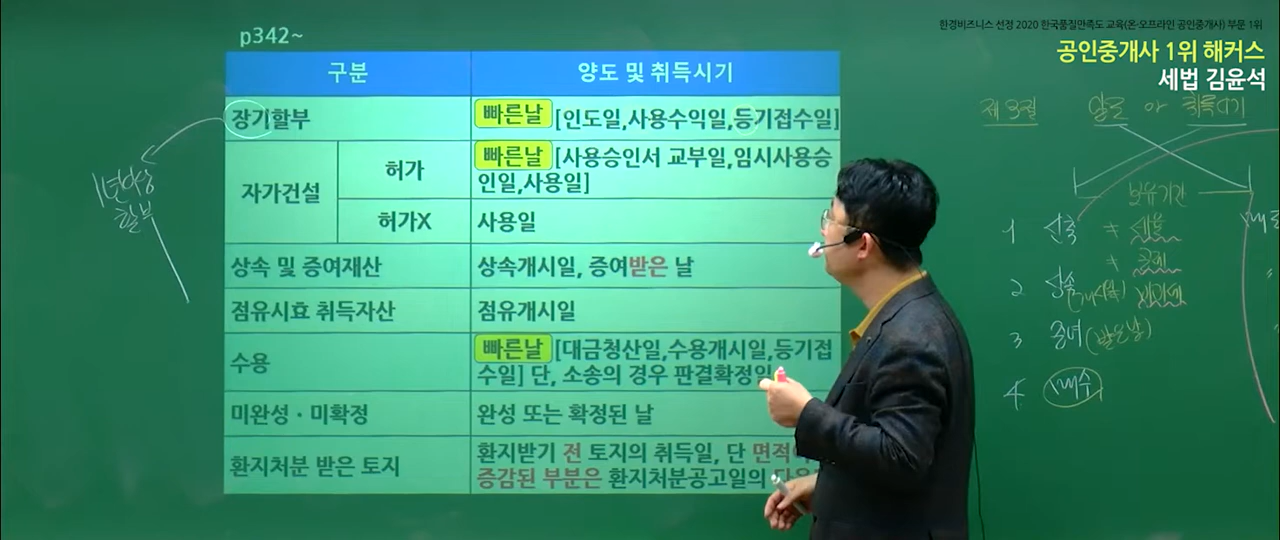 한경비즈니스 선정 2020 한국품질만족도 교육(온·오프라인 공인중개사) 부문 1위
공인중개사 1위 해커스
세법 김윤석
p342~
구분
양도 및 취득시기
장기할부
빠른날 [인도일,사용수익일,등기접수일]
자가건설
허가
빠른날 [사용승인서 교부일,임시사용승
인일,사용일]
허가X
사용일
상속 및 증여재산
상속개시일, 증여받은 날
점유시효 취득자산
점유개시일
수용
빠른날 [대금청산일,수용개시일,등기접
수일] 단, 소송의 경우 판결확정일
미완성·미확정
완성 또는 확정된 날
환지처분 받은 토지
환지받기 전 토지의 취득일, 단 면적이
증감된 부분은 환지처분공고일의
1년이상
할부
제3절
양도 or 취득시기
보유기간
1 신축 ≠
≠
2 상속
3 증여 (받은날)
4 매수